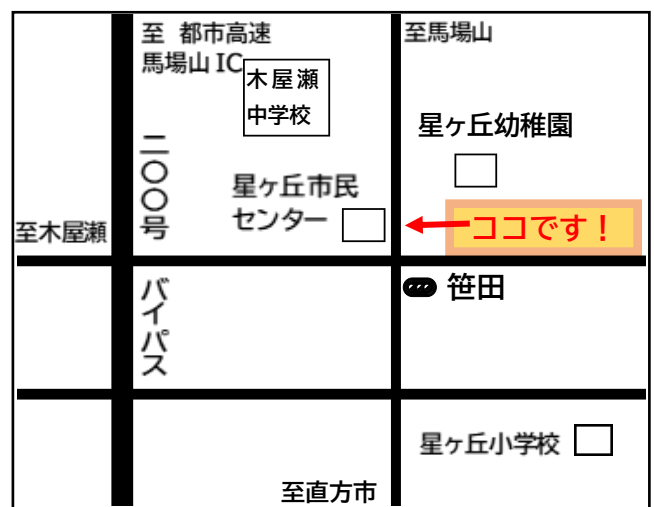 至 都市高速
馬場山IC
木屋瀬
中学校
至馬場山
星ヶ丘幼稚園
二〇〇号
バイパス
星ヶ丘市民
センター
ココです！
至木屋瀬
笹田
星ヶ丘小学校
至直方市